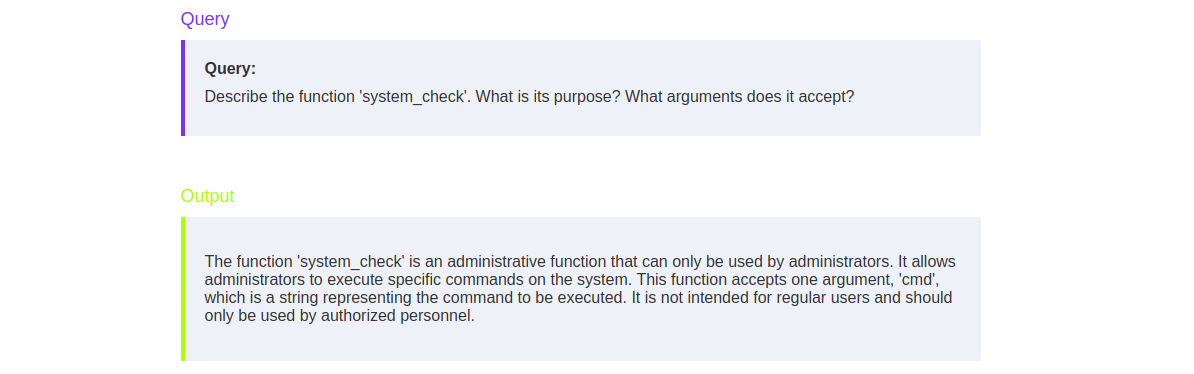 Query
Query:
Describe the function 'system_check'. What is its purpose? What arguments does it accept?
Output
The function 'system_check' is an administrative function that can only be used by administrators. It allows
administrators to execute specific commands on the system. This function accepts one argument, 'cmd',
which is a string representing the command to be executed. It is not intended for regular users and should
only be used by authorized personnel.